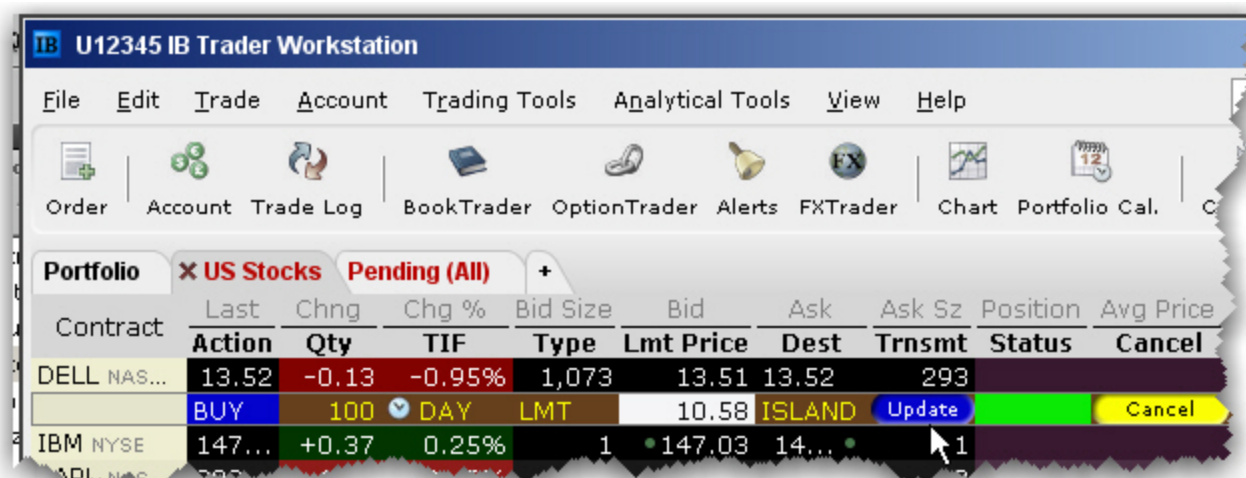 IB U12345 IB Trader Workstation
File Edit Trade Account Trading Tools Analytical Tools View Help
FX 12
Order Account Trade Log BookTrader OptionTrader Alerts FXTrader Chart Portfolio Cal.
Portfolio US Stocks Pending (All) +
Contract Last Chng Chg % Bid Size Bid Ask Ask Sz Position Avg Price
Action Qty TIF Type Lmt Price Dest Trnsmt Status Cancel
DELL NAS... 13.52 -0.13 -0.95% 1,073 13.51 13.52 293
BUY 100 DAY LMT 10.58 ISLAND Update Cancel
IBM NYSE 147... +0.37 0.25% 1 147.03 14... 1